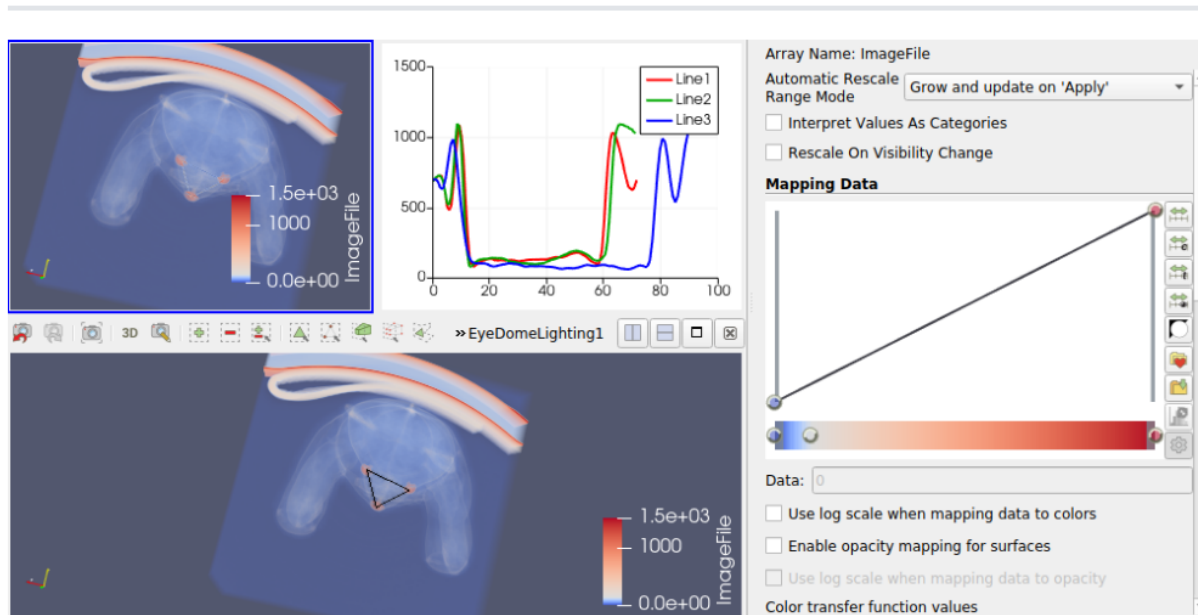 1.5e+03
1000
0.0e+00
ImageFile
1500
1000
500
0
0 20 40 60 80 100
Line1
Line2
Line3
3D
»EyeDomeLighting1
1.5e+03
1000
0.0e+00
ImageFile
Array Name: ImageFile
Automatic Rescale
Range Mode
Grow and update on 'Apply'
Interpret Values As Categories
Rescale On Visibility Change
Mapping Data
Data: 0
Use log scale when mapping data to colors
Enable opacity mapping for surfaces
Use log scale when mapping data to opacity
Color transfer function values